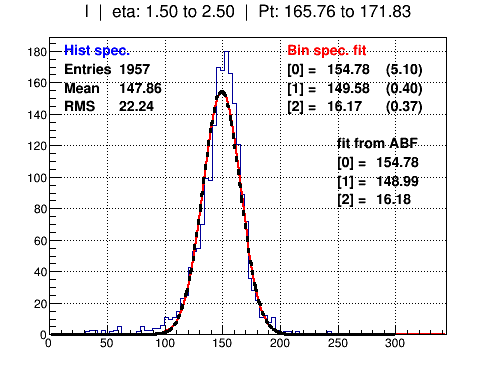 I | eta: 1.50 to 2.50 | Pt: 165.76 to 171.83
Hist spec.
Entries 1957
Mean 147.86
RMS 22.24
Bin spec. fit
[0] = 154.78 (5.10)
[1] = 149.58 (0.40)
[2] = 16.17 (0.37)
fit from ABF
[0] = 154.78
[1] = 148.99
[2] = 16.18
180
160
140
120
100
80
60
40
20
0
0 50 100 150 200 250 300